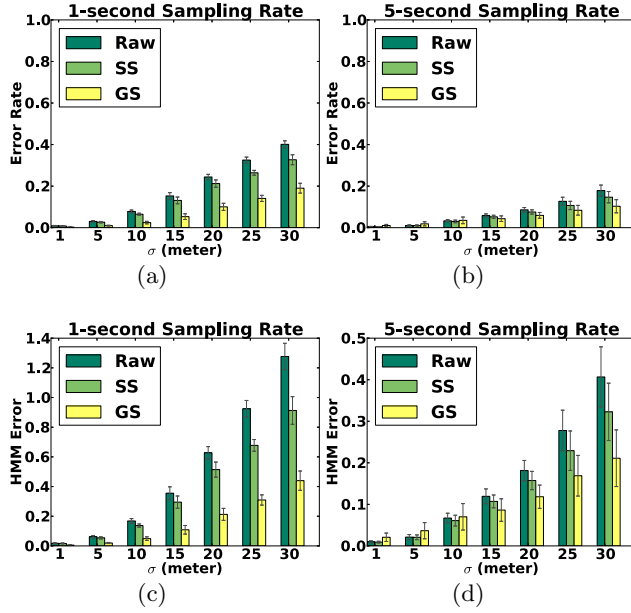 1-second Sampling Rate
1.0
0.8
0.6
0.4
0.2
0.0
Error Rate
Raw
SS
GS
1 5 10 15 20 25 30
σ (meter)
(a)
5-second Sampling Rate
1.0
0.8
0.6
0.4
0.2
0.0
Error Rate
Raw
SS
GS
1 5 10 15 20 25 30
σ (meter)
(b)
1-second Sampling Rate
1.4
1.2
1.0
0.8
0.6
0.4
0.2
0.0
HMM Error
Raw
SS
GS
1 5 10 15 20 25 30
σ (meter)
(c)
5-second Sampling Rate
0.5
0.4
0.3
0.2
0.1
0.0
HMM Error
Raw
SS
GS
1 5 10 15 20 25 30
σ (meter)
(d)